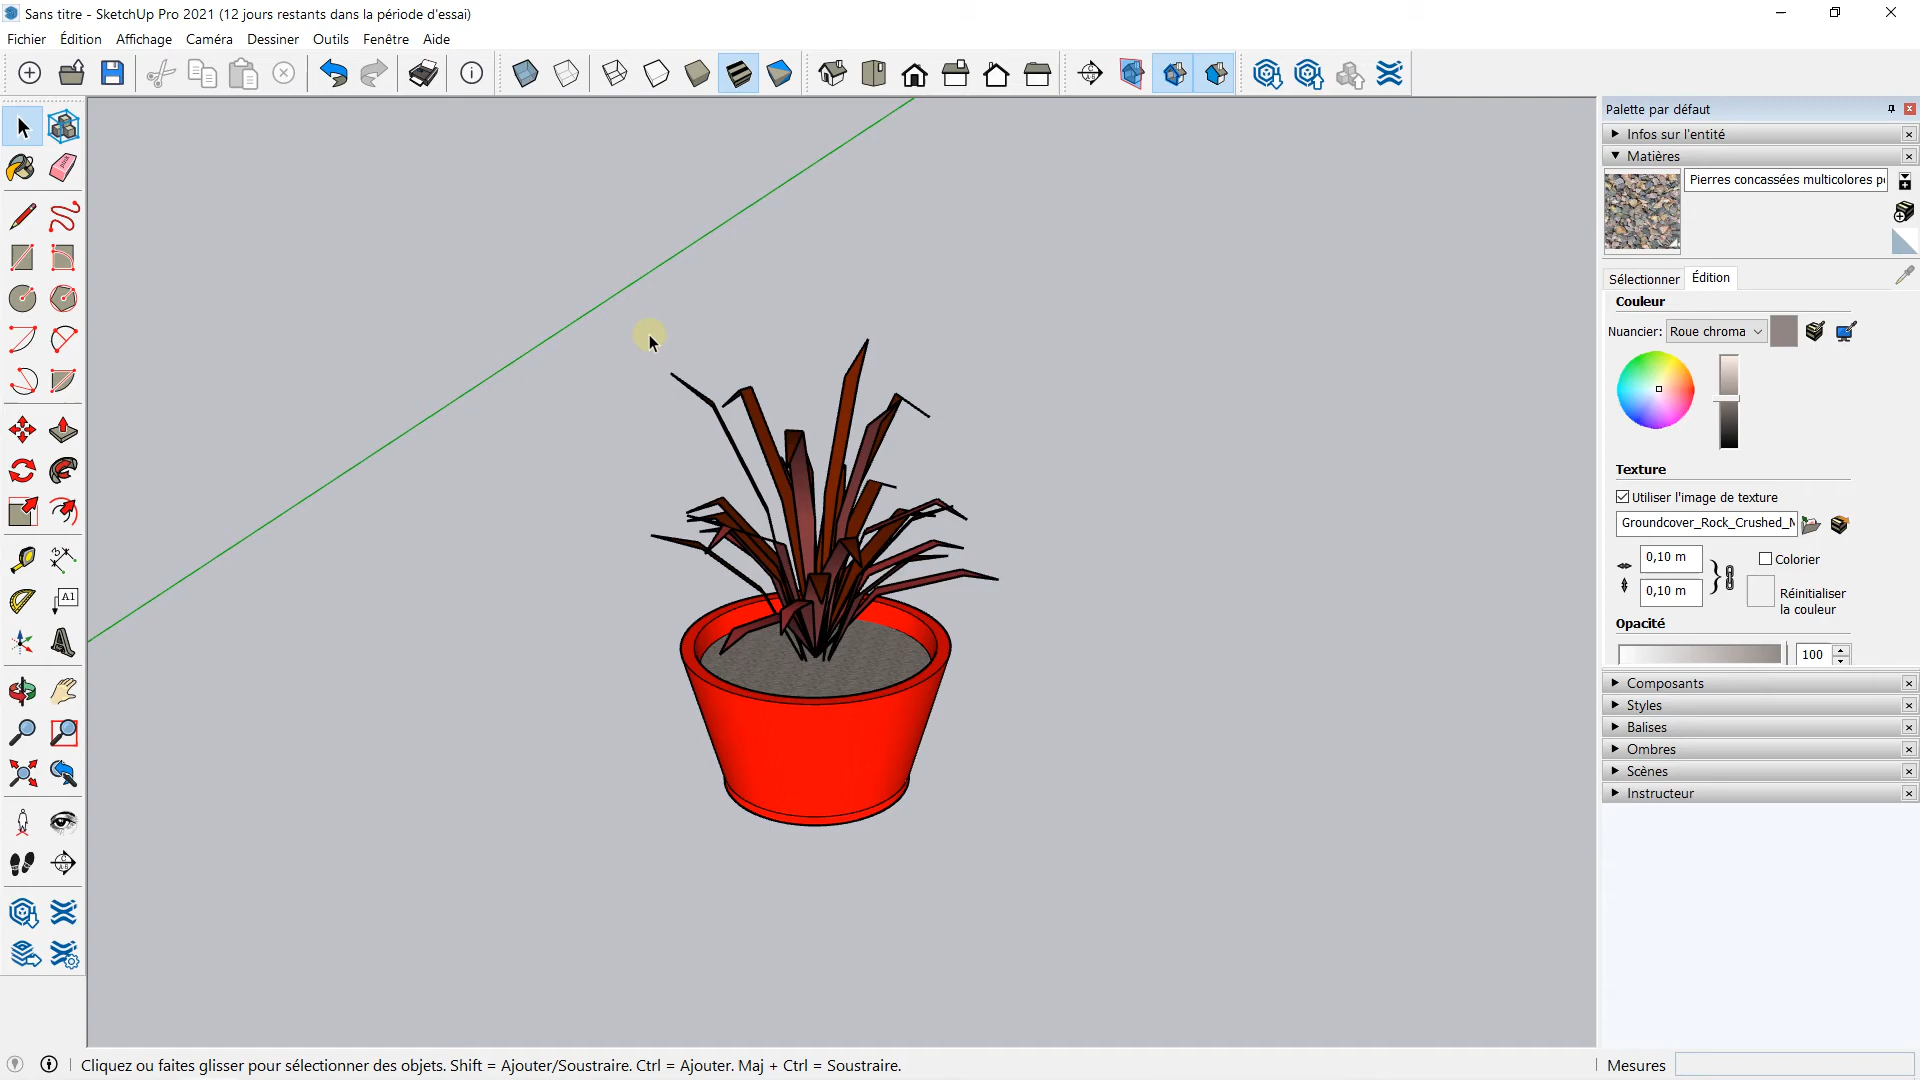 Sans titre - SketchUp Pro 2021 (12 jours restants dans la période d'essai)
Fichier Édition Affichage Caméra Dessiner Outils Fenêtre Aide
Palette par défaut
Infos sur l'entité
Matières
Pierres concassées multicolores
Sélectionner Édition
Couleur
Nuancier: Roue chroma
Texture
Utiliser l'image de texture
Groundcover_Rock_Crushed_M
0,10 m
Colorier
0,10 m
Réinitialiser
la couleur
Opacité
100
Composants
Styles
Balises
Ombres
Scènes
Instructeur
A1
Cliquez ou faites glisser pour sélectionner des objets. Shift = Ajouter/Soustraire. Ctrl = Ajouter. Maj + Ctrl = Soustraire.
Mesures